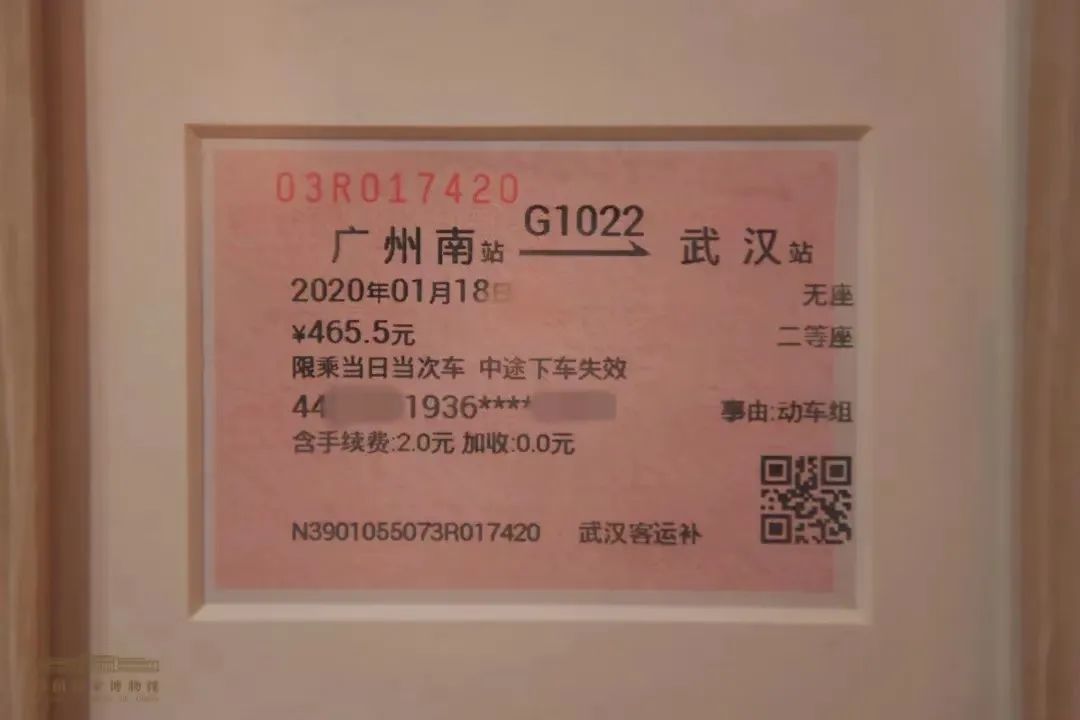 03R017420
G1022
广州南站 武汉站
2020年01月18日 无座
¥465.5元 二等座
限乘当日当次车 中途下车失效
44 1936**** 事由:动车组
含手续费:2.0元 加收:0.0元
N3901055073R017420 武汉客运补